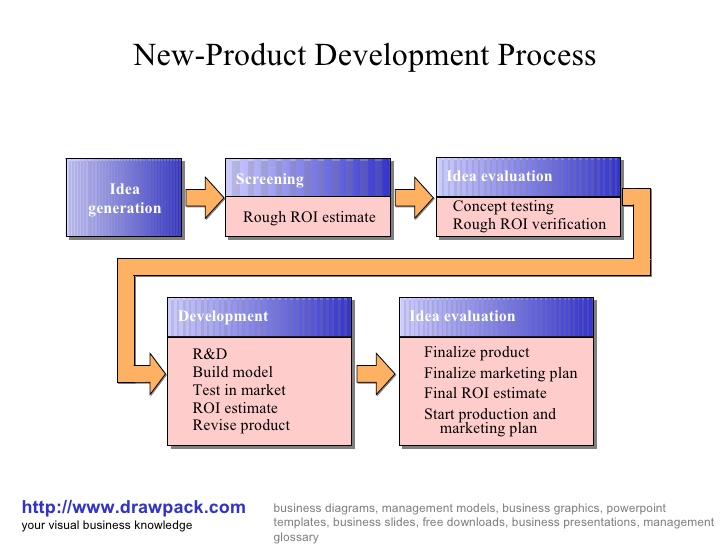 New-Product Development Process
Idea
generation
Screening
Rough ROI estimate
Idea evaluation
Concept testing
Rough ROI verification
Development
R&D
Build model
Test in market
ROI estimate
Revise product
Idea evaluation
Finalize product
Finalize marketing plan
Final ROI estimate
Start production and
marketing plan
http://www.drawpack.com
your visual business knowledge
business diagrams, management models, business graphics, powerpoint
templates, business slides, free downloads, business presentations, management
glossary